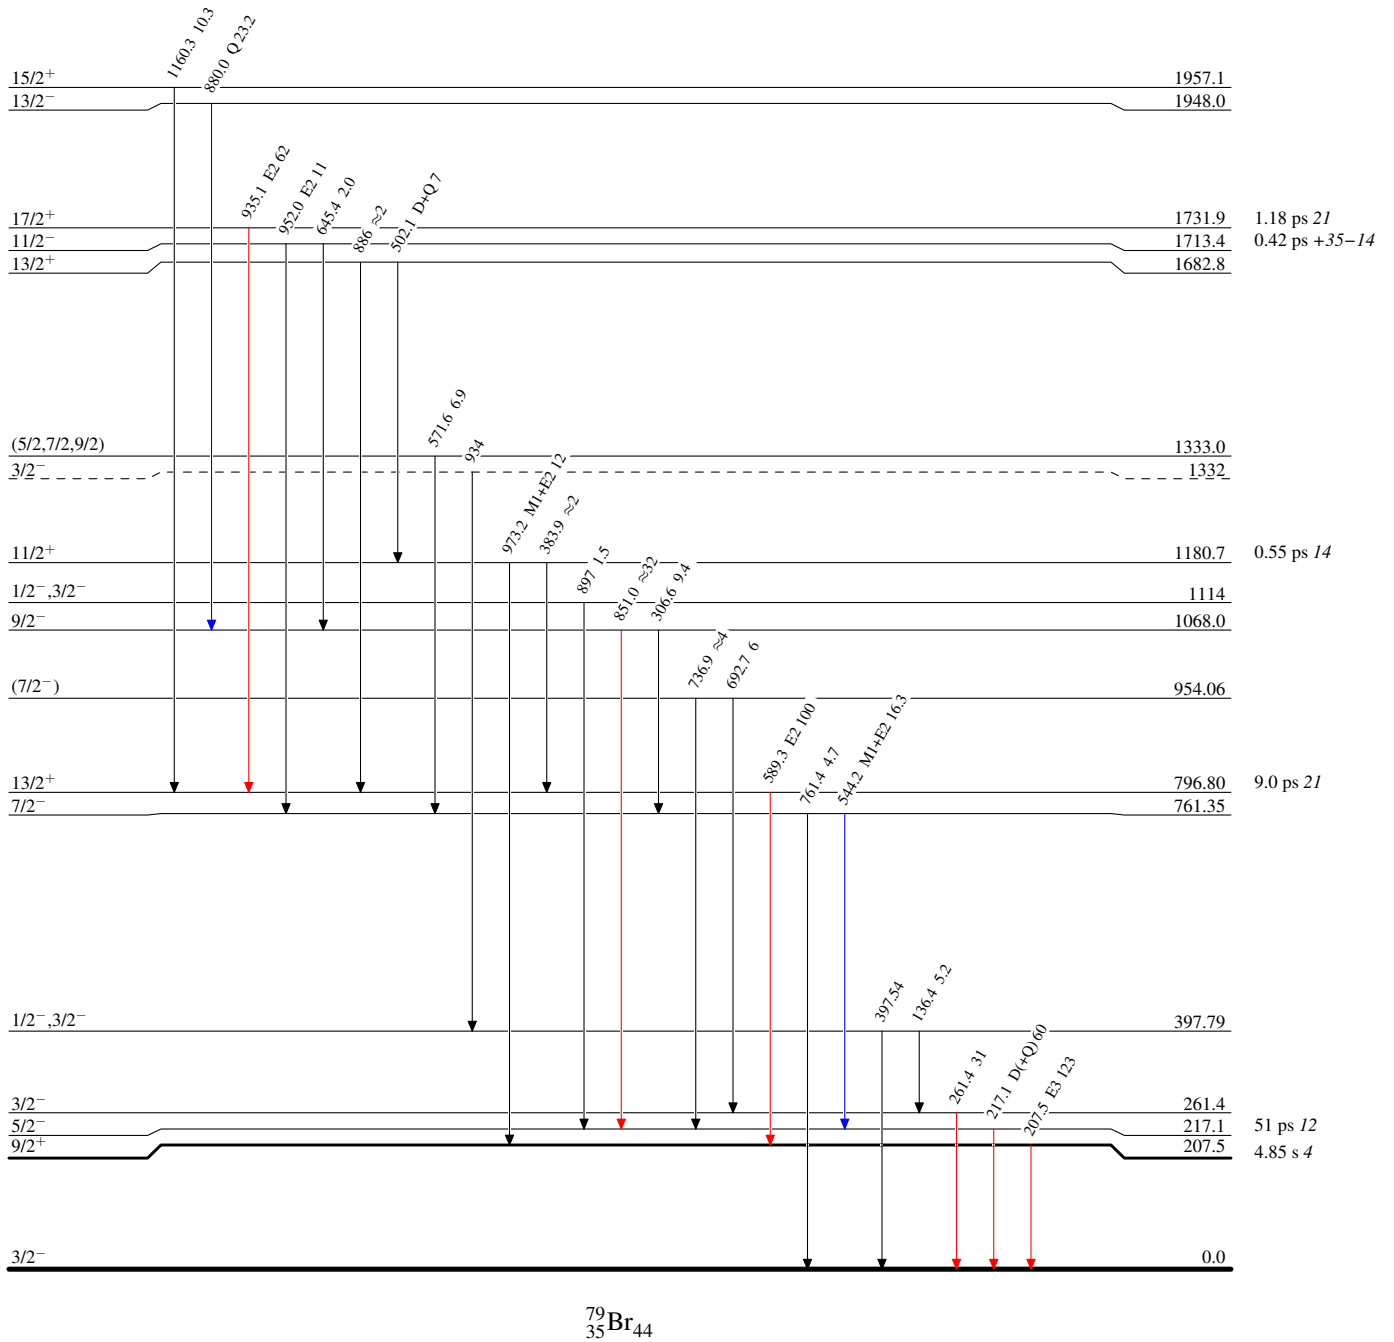 1160.3 10.3
880.0 Q 23.2
15/2+ 1957.1
13/2− 1948.0
935.1 E2 62
952.0 E2 11
645.4 2.0
886 ≈2
502.1 D+Q 7
17/2+ 1731.9 1.18 ps 21
11/2− 1713.4 0.42 ps +35−14
13/2+ 1682.8
571.6 6.9
934
(5/2,7/2,9/2) 1333.0
3/2− 1332
973.2 M1+E2 12
383.9 ≈2
11/2+ 1180.7 0.55 ps 14
897 1.5
851.0 ≈32
306.6 9.4
1/2−,3/2− 1114
9/2− 1068.0
736.9 ≈4
692.7 6
(7/2−) 954.06
589.3 E2 100
761.4 4.7
544.2 M1+E2 16.3
13/2+ 796.80 9.0 ps 21
7/2− 761.35
397.54
136.4 5.2
1/2−,3/2− 397.79
261.4 31
217.1 D(+Q) 60
207.5 E3 123
3/2− 261.4
5/2− 217.1 51 ps 12
9/2+ 207.5 4.85 s 4
3/2− 0.0
79 35 Br 44